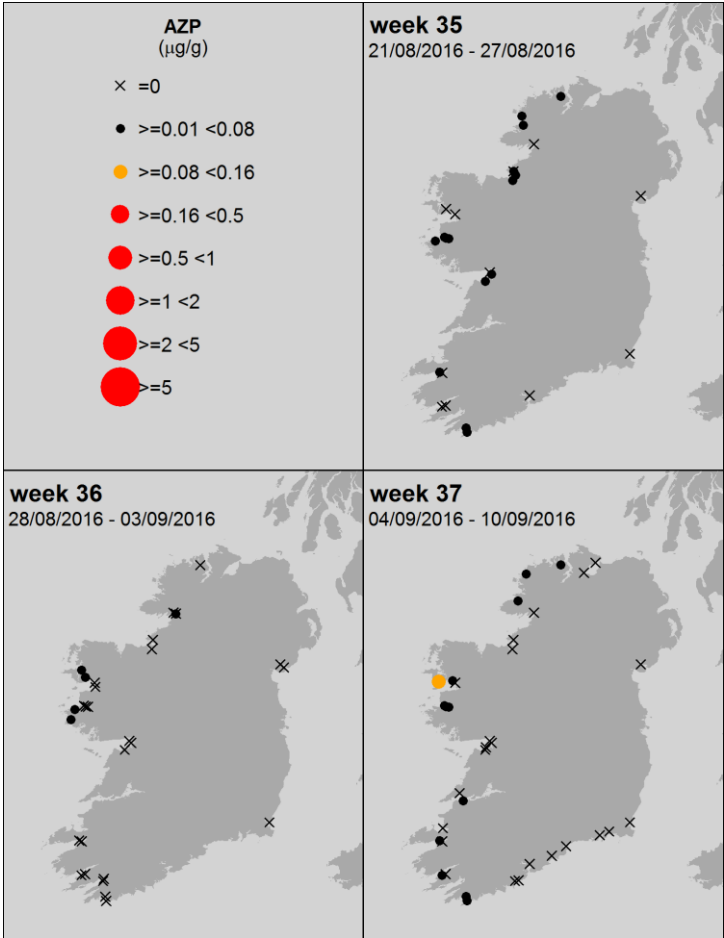 AZP
(μg/g)
=0
>=0.01 <0.08
>=0.08 <0.16
>=0.16 <0.5
>=0.5 <1
>=1 <2
>=2 <5
>=5
week 35
21/08/2016 - 27/08/2016
week 36
28/08/2016 - 03/09/2016
week 37
04/09/2016 - 10/09/2016